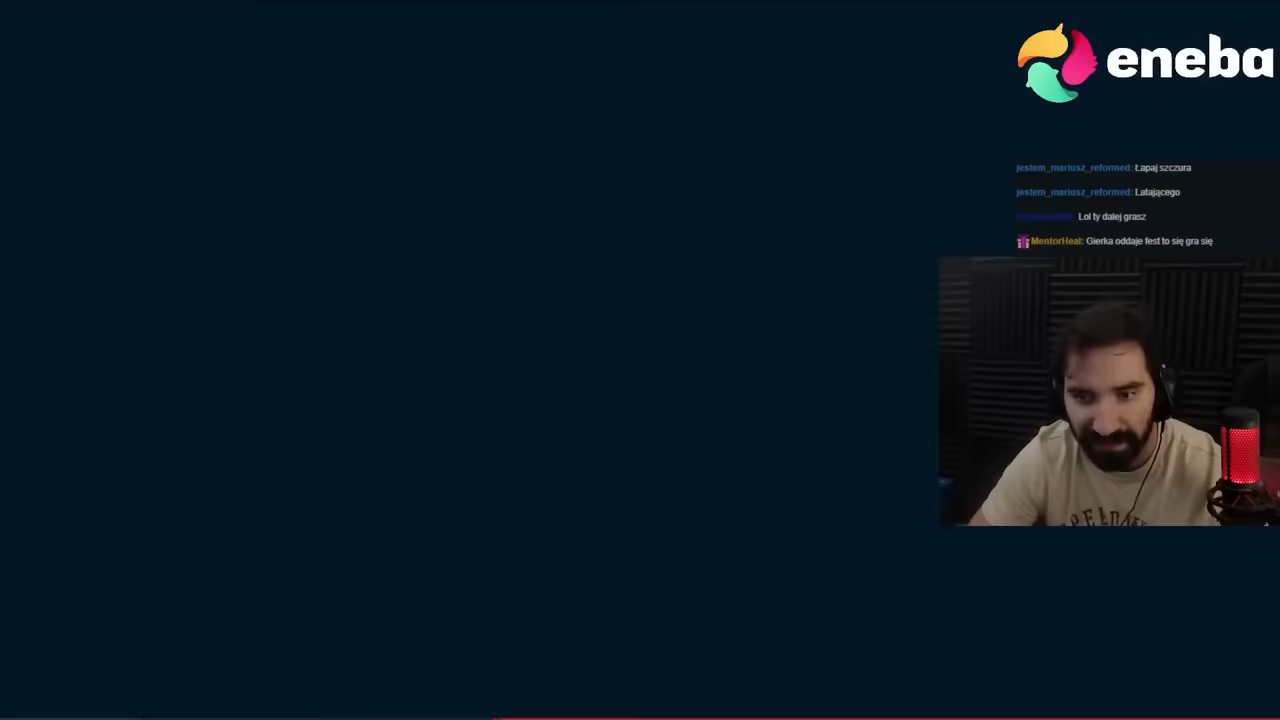 eneba
jestem_mariusz_reformed: Łapaj szczura
jestem_mariusz_reformed: Latającego
Lol ty dalej grasz
MentorHeal: Gierka oddaje fest to się gra się